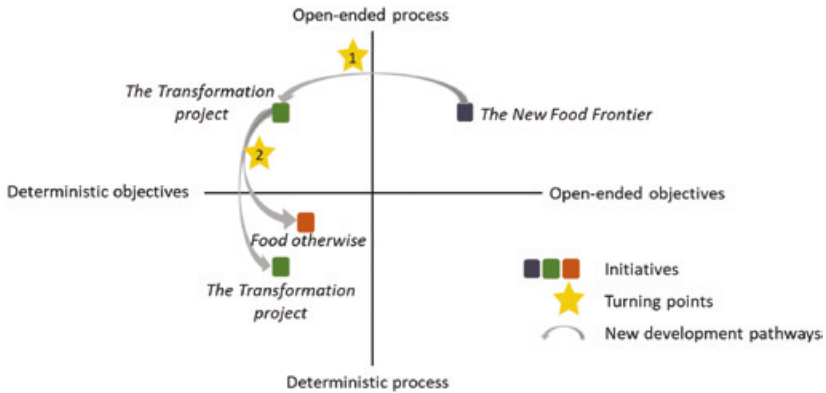 Open-ended process
1
The Transformation
project
The New Food Frontier
2
Deterministic objectives
Open-ended objectives
Food otherwise
The Transformation
project
Initiatives
Turning points
New development pathways
Deterministic process